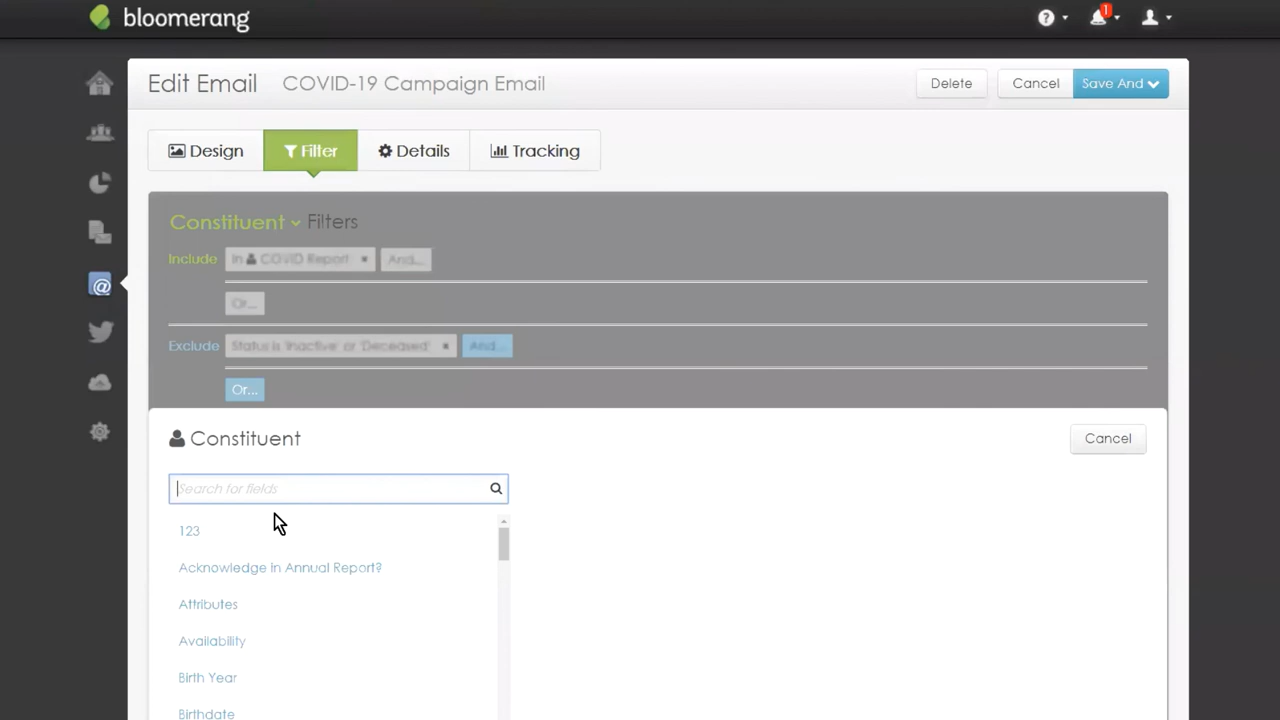 bloomerang
?
1
Edit Email COVID-19 Campaign Email Delete Cancel Save And
Design Filter Details Tracking
Constituent Filters
Include In COVID Report × And...
Or...
Exclude Status is 'Inactive' or 'Deceased' × And...
Or...
Constituent Cancel
Search for fields
123
Acknowledge in Annual Report?
Attributes
Availability
Birth Year
Birthdate